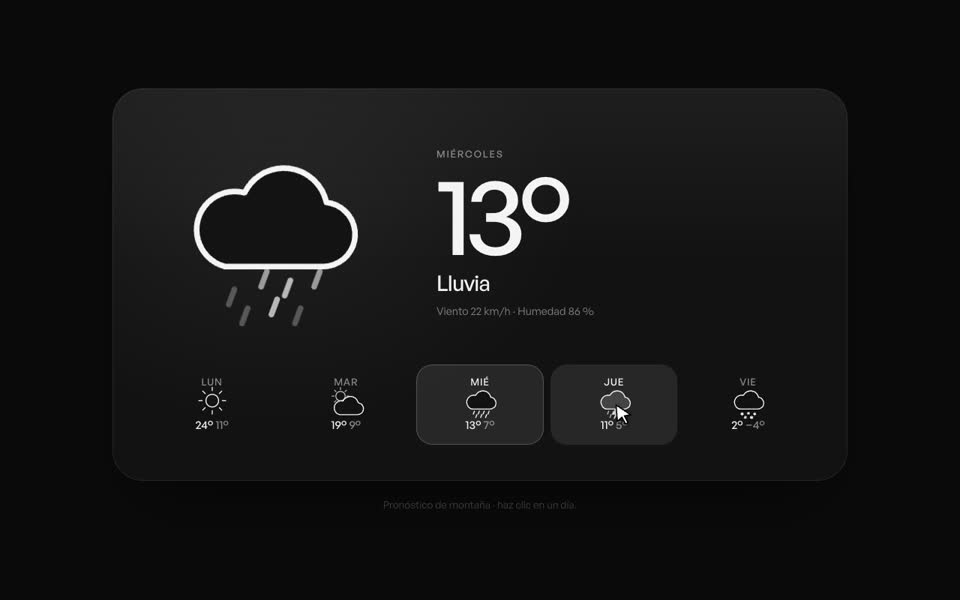 MIÉRCOLES
13º
Lluvia
Viento 22 km/h · Humedad 86 %
LUN
24º 11º
MAR
19º 9º
MIÉ
13º 7º
JUE
11º 5º
VIE
2º −4º
Pronóstico de montaña · haz clic en un día.